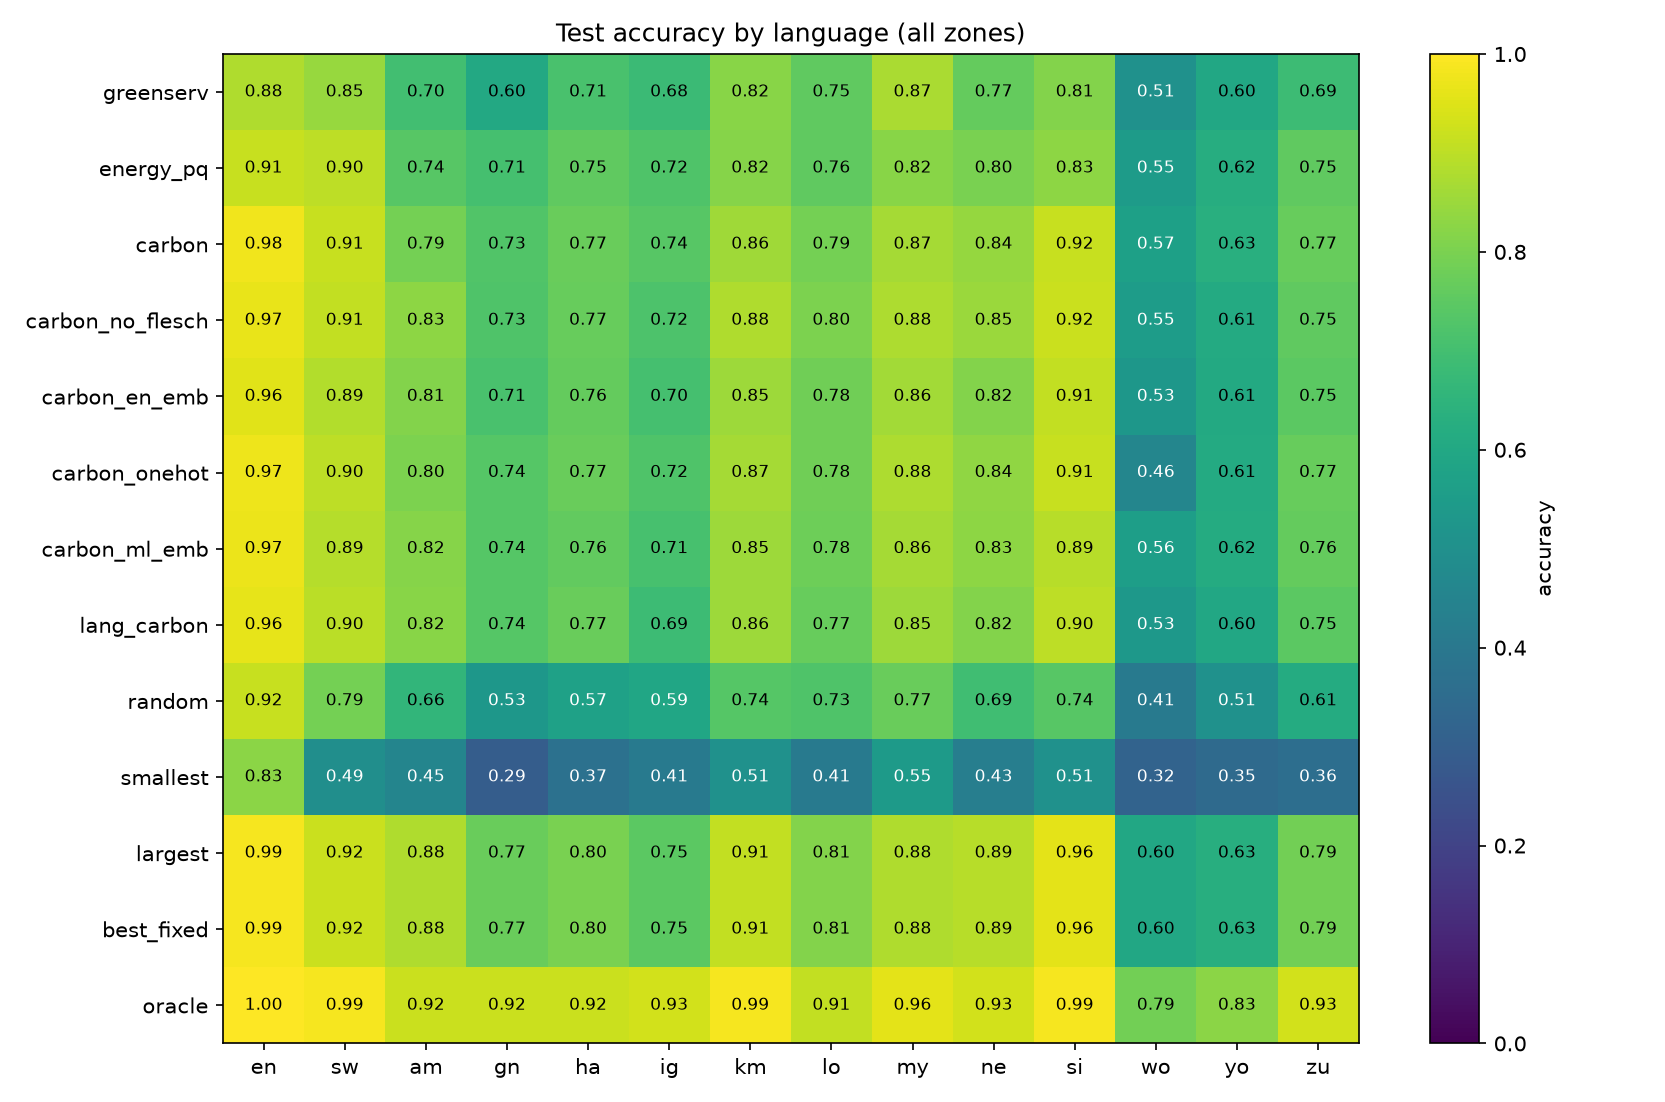 Test accuracy by language (all zones)
greenserv 0.88 0.85 0.70 0.60 0.71 0.68 0.82 0.75 0.87 0.77 0.81 0.51 0.60 0.69
energy_pq 0.91 0.90 0.74 0.71 0.75 0.72 0.82 0.76 0.82 0.80 0.83 0.55 0.62 0.75
carbon 0.98 0.91 0.79 0.73 0.77 0.74 0.86 0.79 0.87 0.84 0.92 0.57 0.63 0.77
carbon_no_flesch 0.97 0.91 0.83 0.73 0.77 0.72 0.88 0.80 0.88 0.85 0.92 0.55 0.61 0.75
carbon_en_emb 0.96 0.89 0.81 0.71 0.76 0.70 0.85 0.78 0.86 0.82 0.91 0.53 0.61 0.75
carbon_onehot 0.97 0.90 0.80 0.74 0.77 0.72 0.87 0.78 0.88 0.84 0.91 0.46 0.61 0.77
carbon_ml_emb 0.97 0.89 0.82 0.74 0.76 0.71 0.85 0.78 0.86 0.83 0.89 0.56 0.62 0.76
lang_carbon 0.96 0.90 0.82 0.74 0.77 0.69 0.86 0.77 0.85 0.82 0.90 0.53 0.60 0.75
random 0.92 0.79 0.66 0.53 0.57 0.59 0.74 0.73 0.77 0.69 0.74 0.41 0.51 0.61
smallest 0.83 0.49 0.45 0.29 0.37 0.41 0.51 0.41 0.55 0.43 0.51 0.32 0.35 0.36
largest 0.99 0.92 0.88 0.77 0.80 0.75 0.91 0.81 0.88 0.89 0.96 0.60 0.63 0.79
best_fixed 0.99 0.92 0.88 0.77 0.80 0.75 0.91 0.81 0.88 0.89 0.96 0.60 0.63 0.79
oracle 1.00 0.99 0.92 0.92 0.92 0.93 0.99 0.91 0.96 0.93 0.99 0.79 0.83 0.93
en sw am gn ha ig km lo my ne si wo yo zu
1.0
0.8
0.6
0.4
0.2
0.0
accuracy